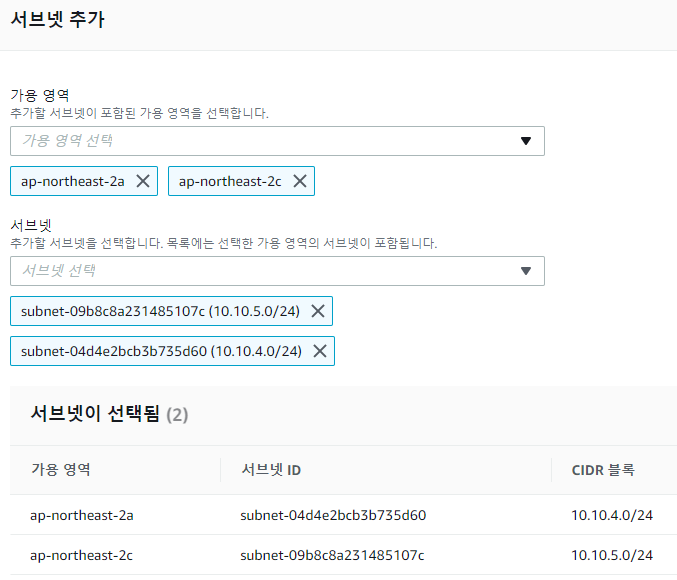 서브넷 추가
가용 영역
추가할 서브넷이 포함된 가용 영역을 선택합니다.
가용 영역 선택
ap-northeast-2a ap-northeast-2c
서브넷
추가할 서브넷을 선택합니다. 목록에는 선택한 가용 영역의 서브넷이 포함됩니다.
서브넷 선택
subnet-09b8c8a231485107c (10.10.5.0/24)
subnet-04d4e2bcb3b735d60 (10.10.4.0/24)
서브넷이 선택됨 (2)
가용 영역 서브넷 ID CIDR 블록
ap-northeast-2a subnet-04d4e2bcb3b735d60 10.10.4.0/24
ap-northeast-2c subnet-09b8c8a231485107c 10.10.5.0/24